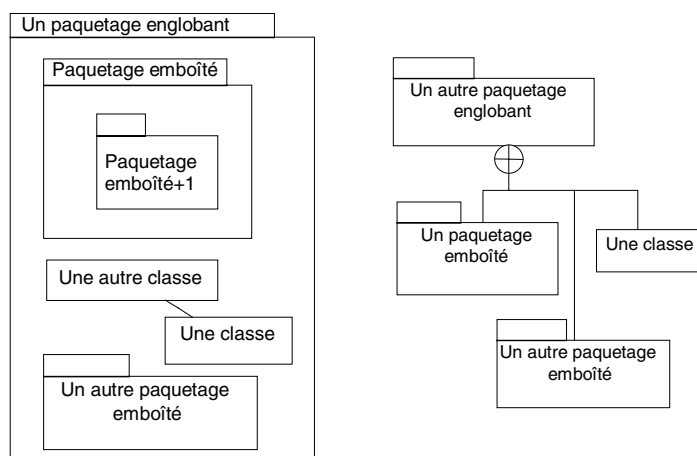 Un paquetage englobant
Paquetage emboîté
Paquetage
emboîté+1
Une autre classe
Une classe
Un autre paquetage
emboîté
Un autre paquetage
englobant
Un paquetage
emboîté
Une classe
Un autre paquetage
emboîté